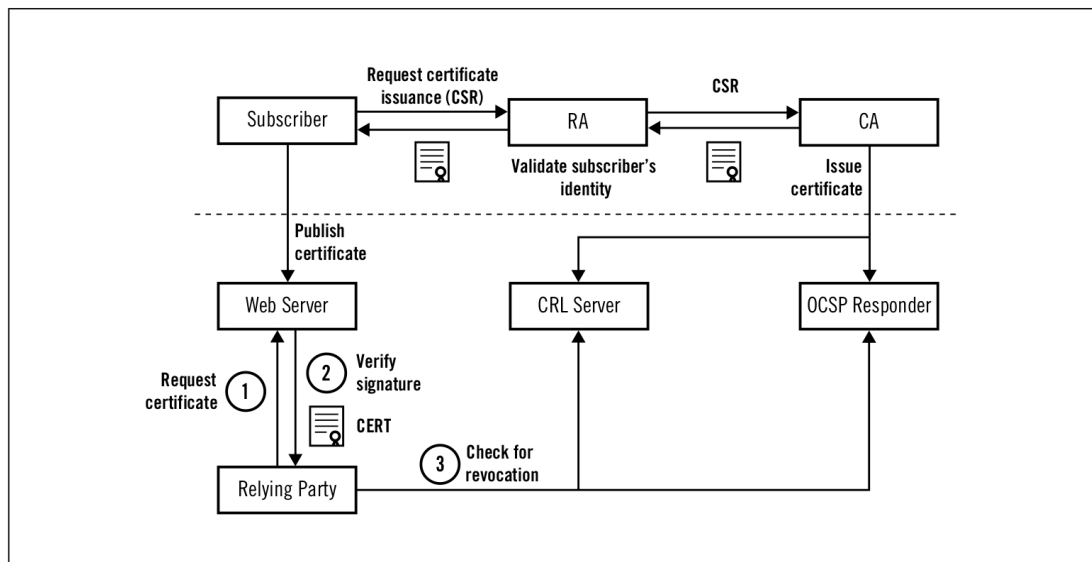 Request certificate
issuance (CSR)
CSR
Subscriber
RA
CA
Validate subscriber's
identity
Issue
certificate
Publish
certificate
Web Server
CRL Server
OCSP Responder
Request
certificate
1
2
Verify
signature
CERT
3
Check for
revocation
Relying Party